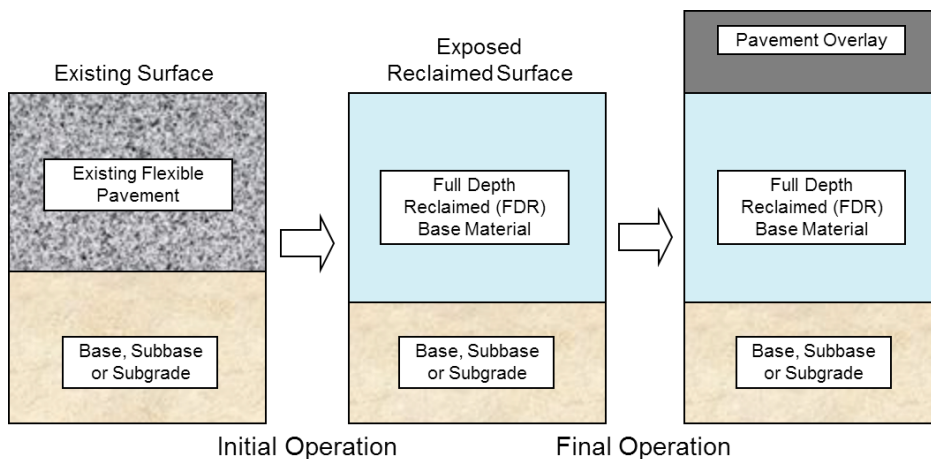 Existing Surface
Existing Flexible
Pavement
Base, Subbase
or Subgrade
Initial Operation
Exposed
Reclaimed Surface
Full Depth
Reclaimed (FDR)
Base Material
Base, Subbase
or Subgrade
Final Operation
Pavement Overlay
Full Depth
Reclaimed (FDR)
Base Material
Base, Subbase
or Subgrade